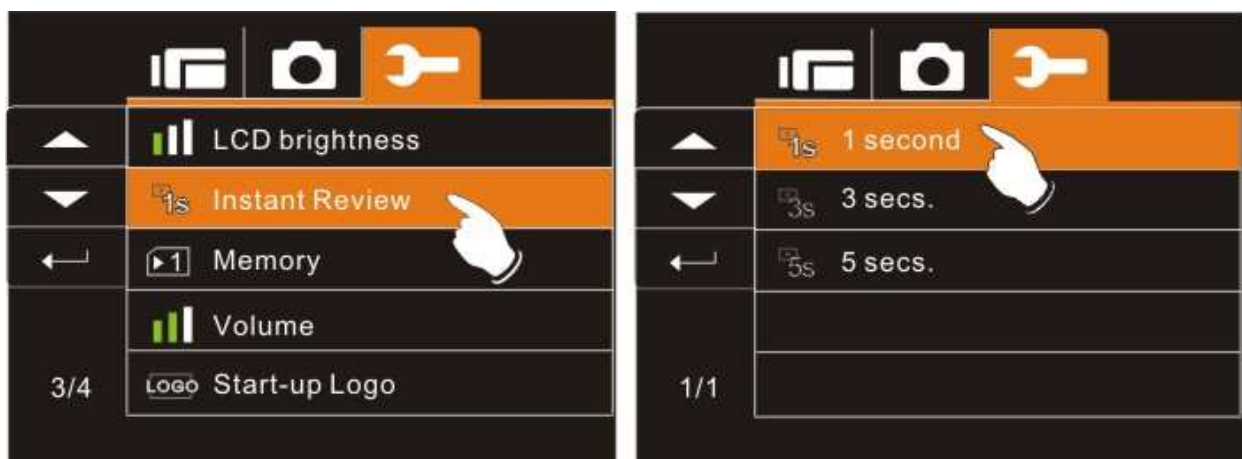 LCD brightness
1s Instant Review
1 Memory
Volume
3/4
LOGO Start-up Logo
1s 1 second
3s 3 secs.
5s 5 secs.
1/1